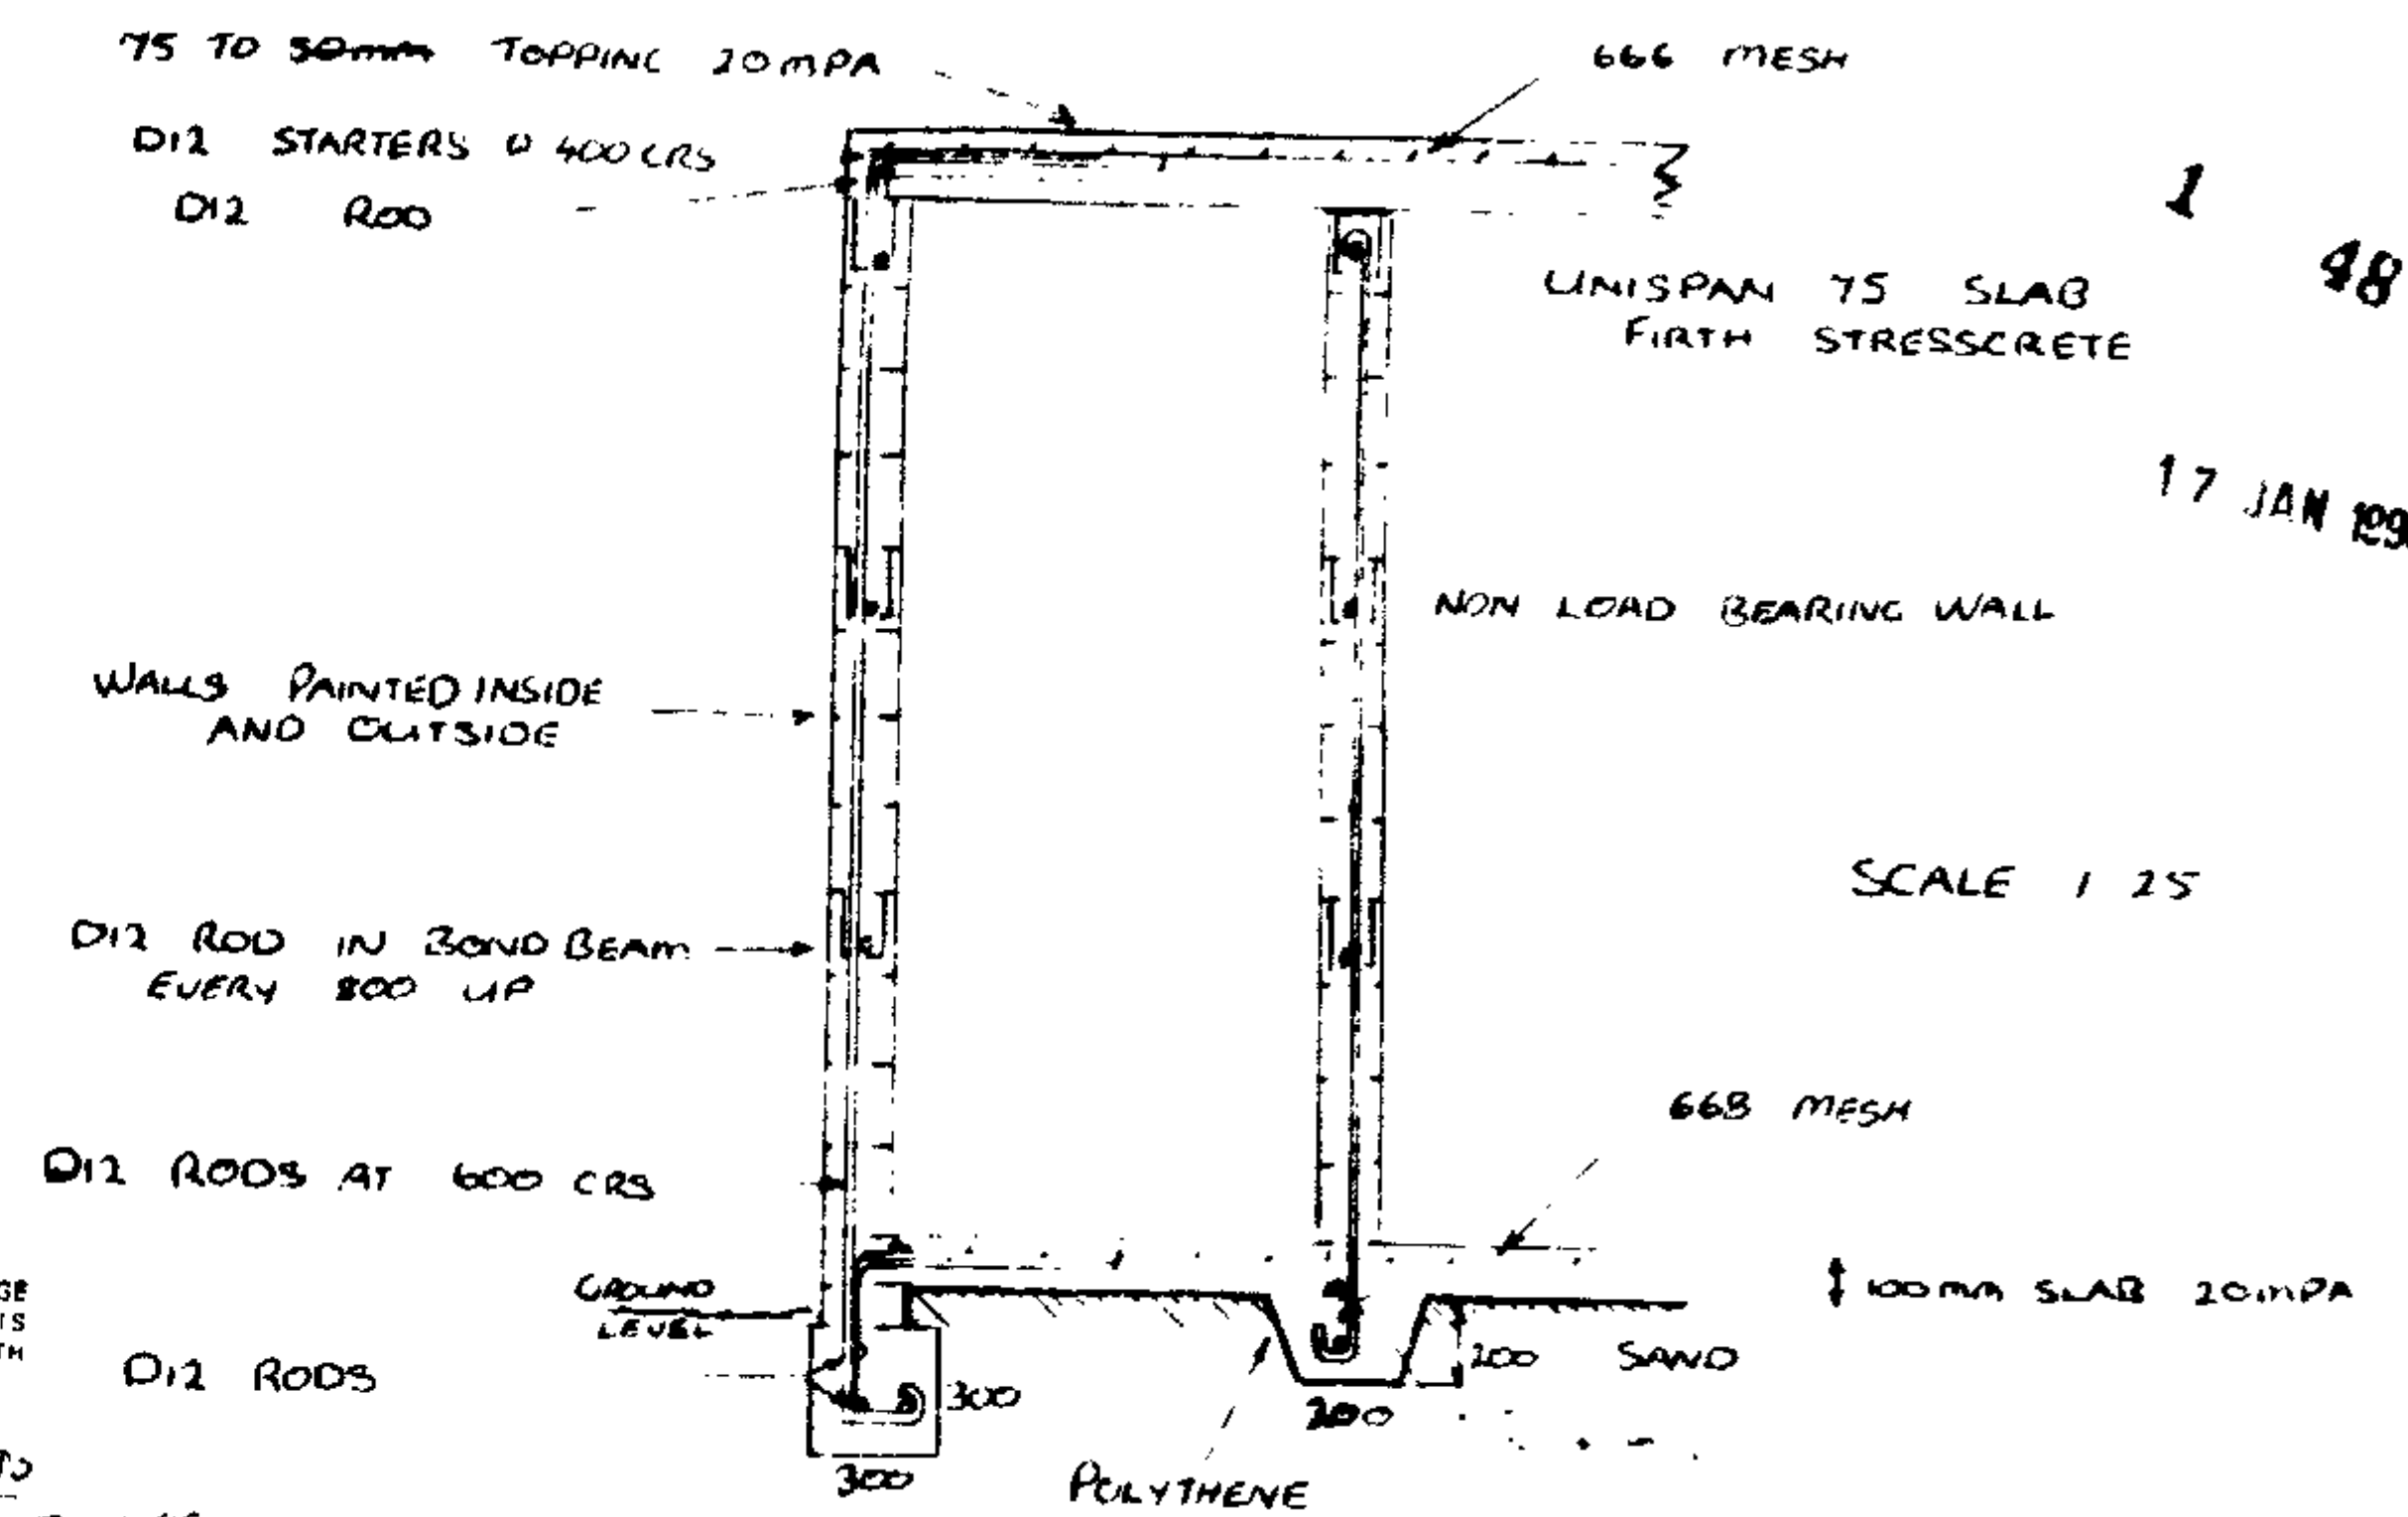 75 TO 50mm TOPPING 20MPA
666 MESH
D12 STARTERS @ 400 CRS
D12 ROD
1
48
UNISPAN 75 SLAB
FIRTH STRESSCRETE
17 JAN
NON LOAD BEARING WALL
WALLS PAINTED INSIDE
AND OUTSIDE
SCALE 1 25
D12 ROD IN BOND BEAM
EVERY 800 UP
668 MESH
D12 RODS AT 600 CRS
GROUND
LEVEL
100mm SLAB 20MPA
D12 RODS
300
200 SAND
200
300
POLYTHENE